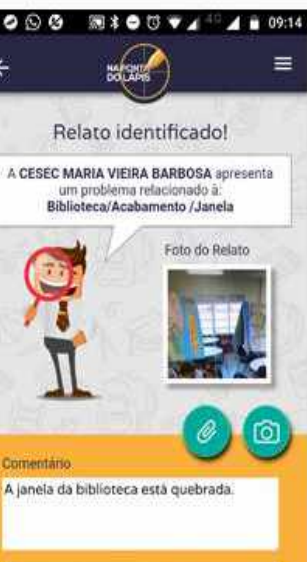 4G 09:14
NA PONTA
DO LÁPIS
Relato identificado!
A CESEC MARIA VIEIRA BARBOSA apresenta
um problema relacionado à:
Biblioteca/Acabamento /Janela
Foto do Relato
Comentário
A janela da biblioteca está quebrada.